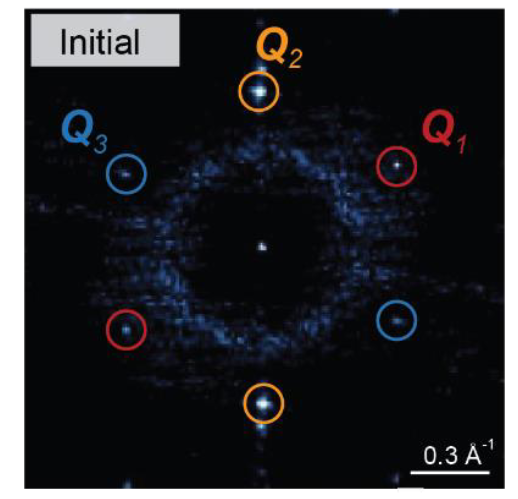 Initial
Q₂
Q₃
Q₁
0.3 Å⁻¹